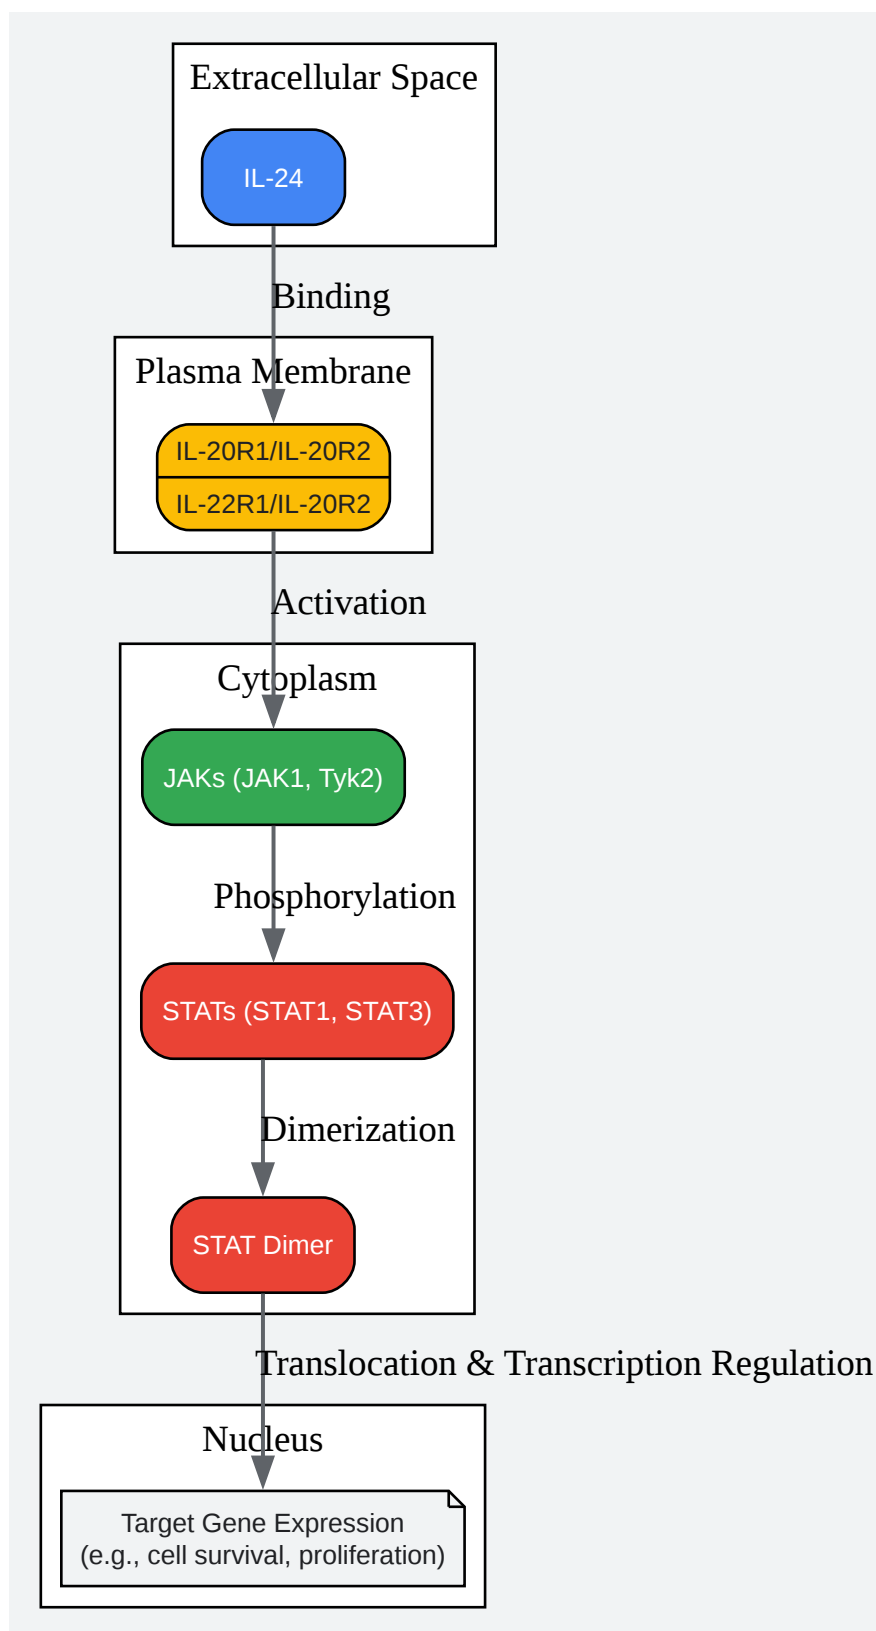 Extracellular Space
IL-24
Binding
Plasma Membrane
IL-20R1/IL-20R2
IL-22R1/IL-20R2
Activation
Cytoplasm
JAKs (JAK1, Tyk2)
Phosphorylation
STATs (STAT1, STAT3)
Dimerization
STAT Dimer
Translocation & Transcription Regulation
Nucleus
Target Gene Expression
(e.g., cell survival, proliferation)